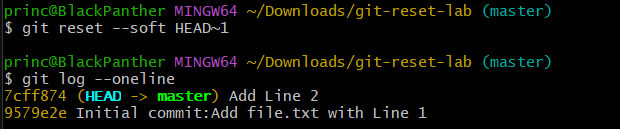 princ@BlackPanther MINGW64 ~/Downloads/git-reset-lab (master)
$ git reset --soft HEAD~1
princ@BlackPanther MINGW64 ~/Downloads/git-reset-lab (master)
$ git log --oneline
7cff874 (HEAD -> master) Add Line 2
9579e2e Initial commit:Add file.txt with Line 1